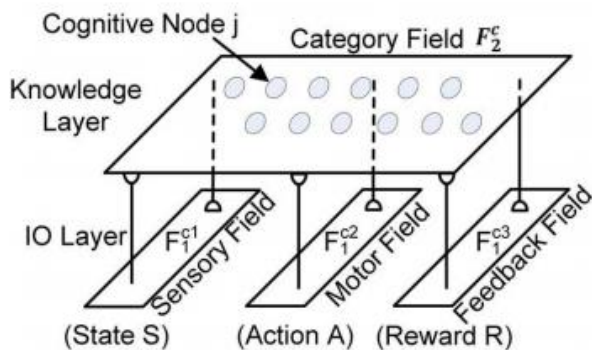 Cognitive Node j
Category Field F₂ᶜ
Knowledge
Layer
IO Layer
F₁ᶜ¹
Sensory Field
F₁ᶜ²
Motor Field
F₁ᶜ³
Feedback Field
(State S)
(Action A)
(Reward R)